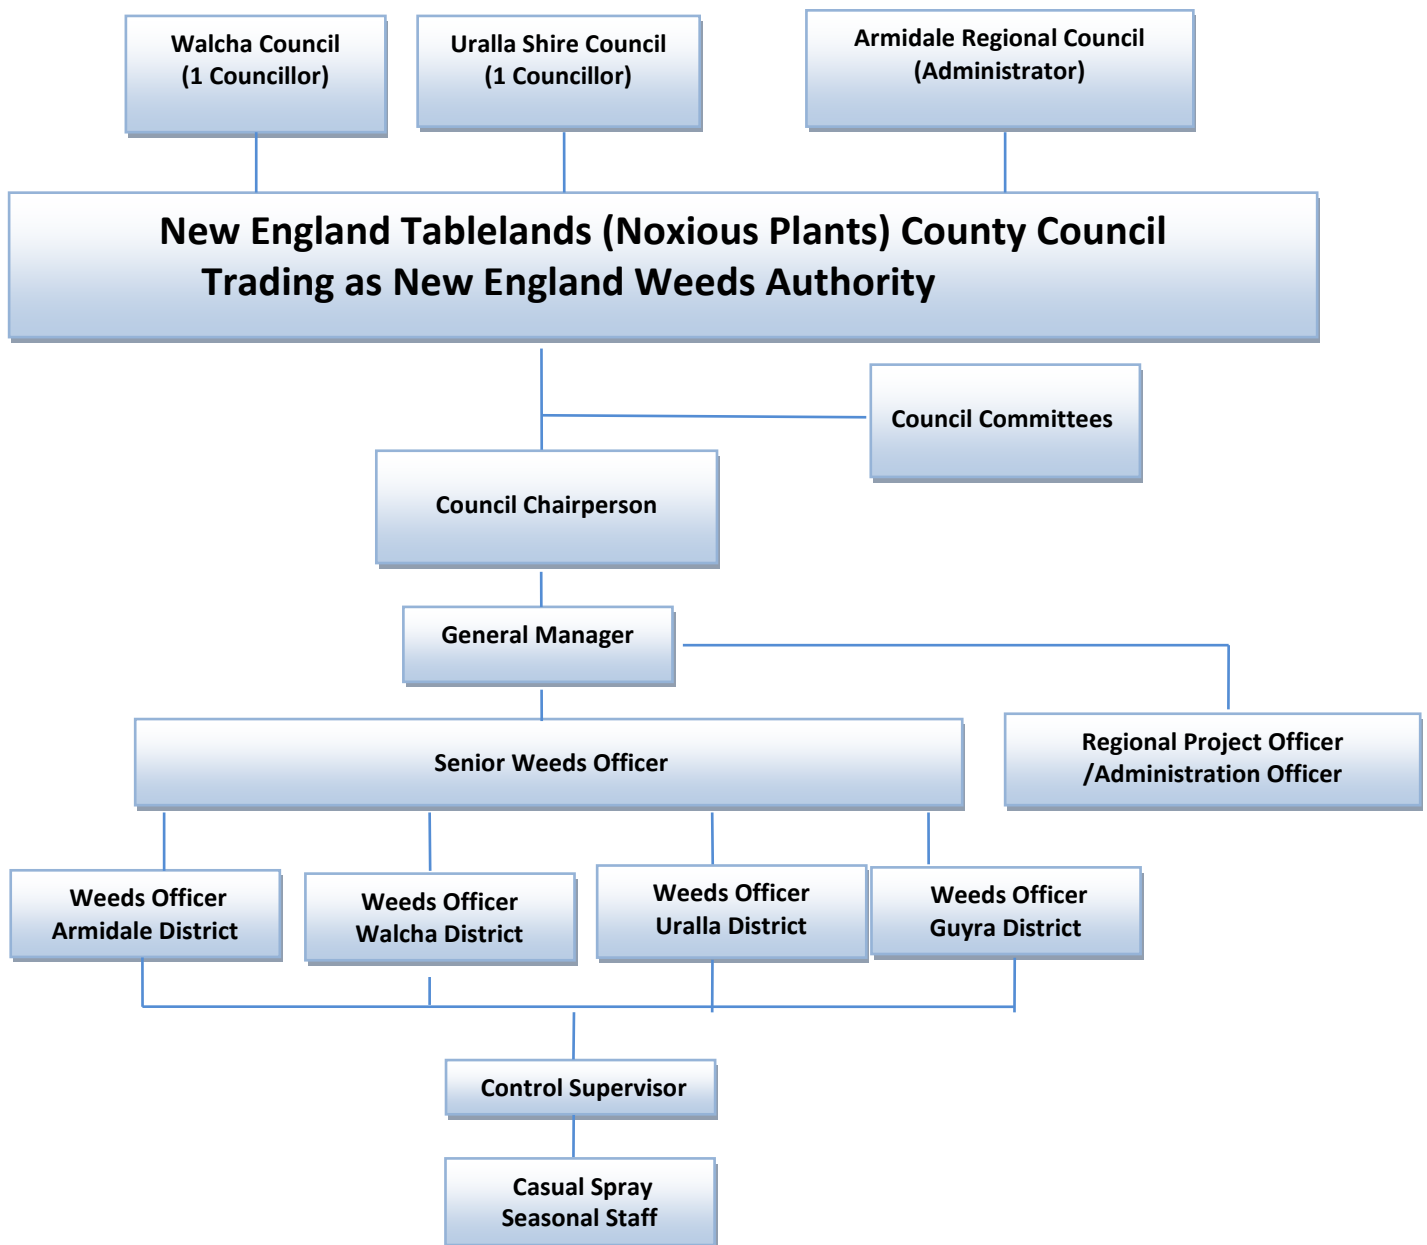 Walcha Council
(1 Councillor)
Uralla Shire Council
(1 Councillor)
Armidale Regional Council
(Administrator)
New England Tablelands (Noxious Plants) County Council
Trading as New England Weeds Authority
Council Committees
Council Chairperson
General Manager
Senior Weeds Officer
Regional Project Officer
/Administration Officer
Weeds Officer
Armidale District
Weeds Officer
Walcha District
Weeds Officer
Uralla District
Weeds Officer
Guyra District
Control Supervisor
Casual Spray
Seasonal Staff